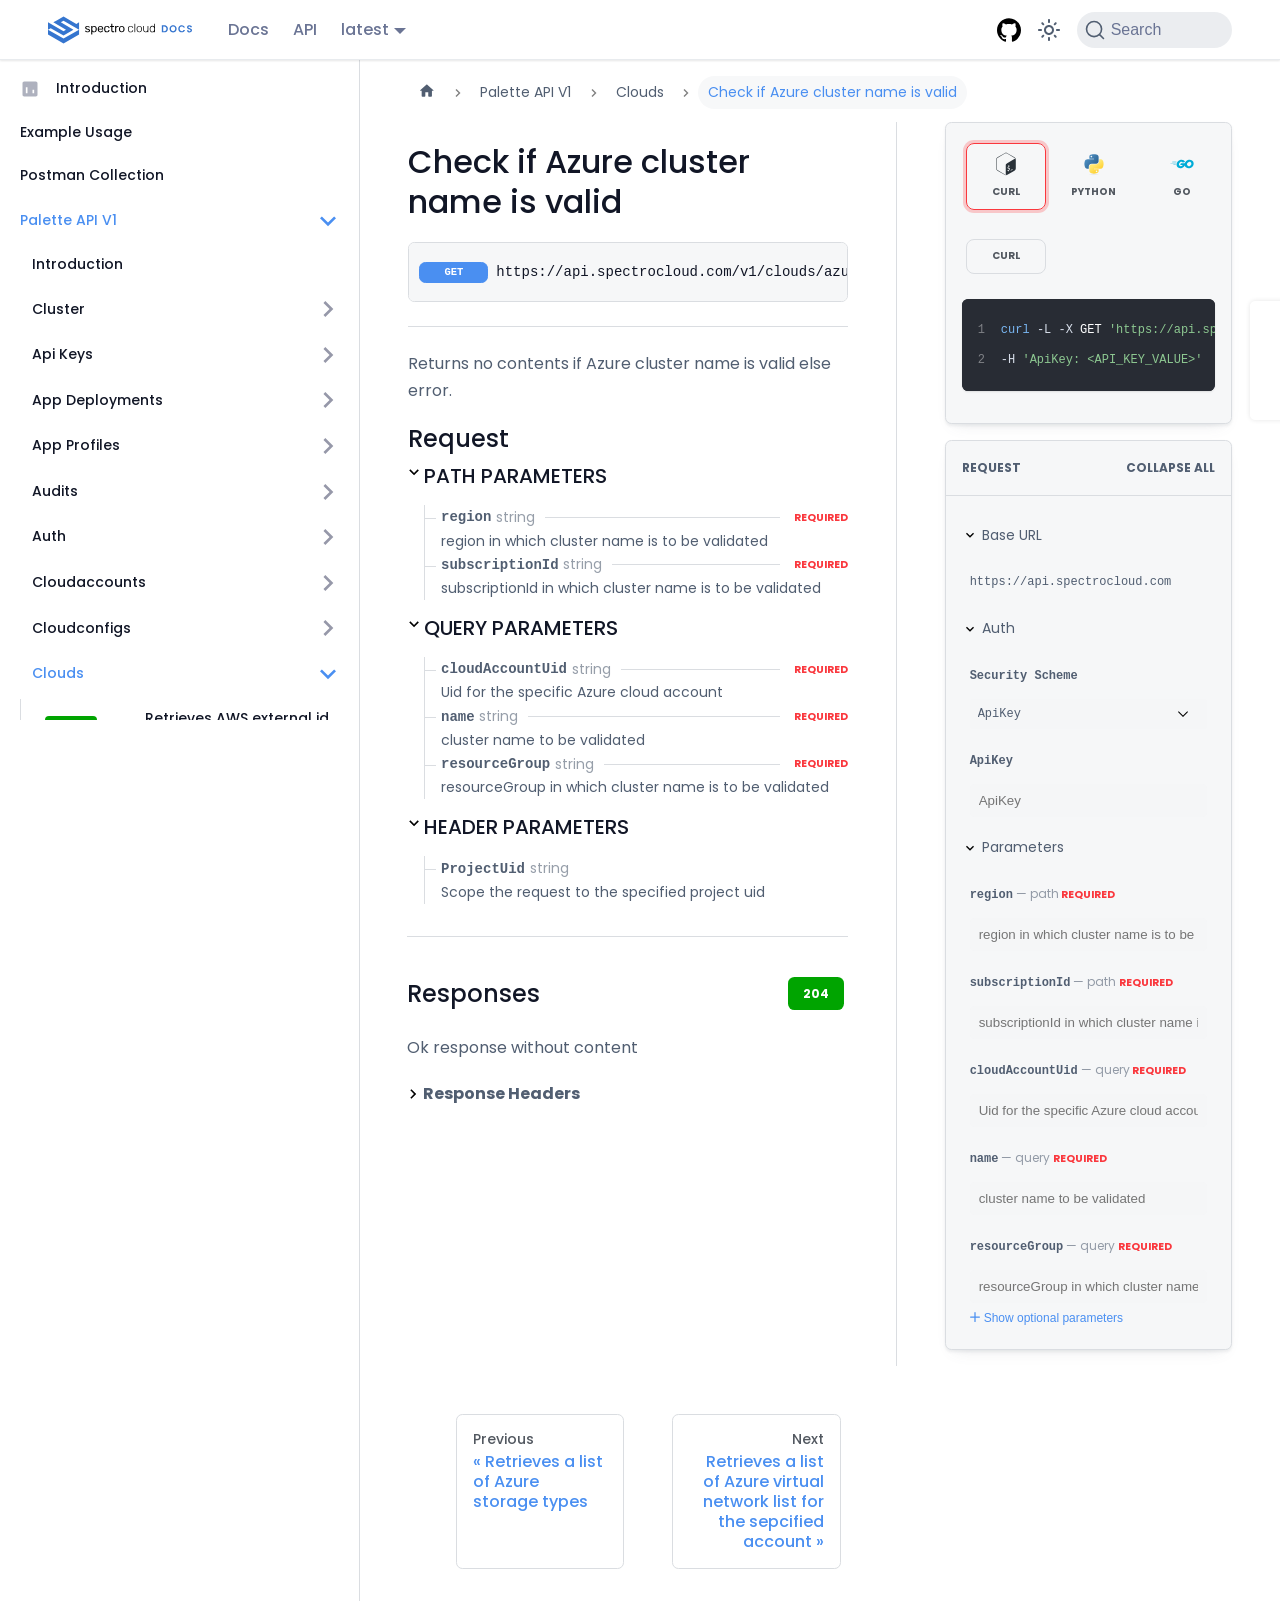 spectro cloud DOCS
Docs
API
latest
Search
Introduction
Example Usage
Postman Collection
Palette API V1
Introduction
Cluster
Api Keys
App Deployments
App Profiles
Audits
Auth
Cloudaccounts
Cloudconfigs
Clouds
Retrieves AWS external id
Palette API V1
Clouds
Check if Azure cluster name is valid
Check if Azure cluster
name is valid
GET https://api.spectrocloud.com/v1/clouds/azu
Returns no contents if Azure cluster name is valid else
error.
Request
PATH PARAMETERS
region string REQUIRED
region in which cluster name is to be validated
subscriptionId string REQUIRED
subscriptionId in which cluster name is to be validated
QUERY PARAMETERS
cloudAccountUid string REQUIRED
Uid for the specific Azure cloud account
name string REQUIRED
cluster name to be validated
resourceGroup string REQUIRED
resourceGroup in which cluster name is to be validated
HEADER PARAMETERS
ProjectUid string
Scope the request to the specified project uid
Responses
204
Ok response without content
Response Headers
CURL
PYTHON
GO
CURL
1 curl -L -X GET 'https://api.sp
2 -H 'ApiKey: <API_KEY_VALUE>'
REQUEST COLLAPSE ALL
Base URL
https://api.spectrocloud.com
Auth
Security Scheme
ApiKey
ApiKey
ApiKey
Parameters
region — path REQUIRED
region in which cluster name is to be
subscriptionId — path REQUIRED
subscriptionId in which cluster name i
cloudAccountUid — query REQUIRED
Uid for the specific Azure cloud accou
name — query REQUIRED
cluster name to be validated
resourceGroup — query REQUIRED
resourceGroup in which cluster name
Show optional parameters
Previous
« Retrieves a list
of Azure
storage types
Next
Retrieves a list
of Azure virtual
network list for
the sepcified
account »